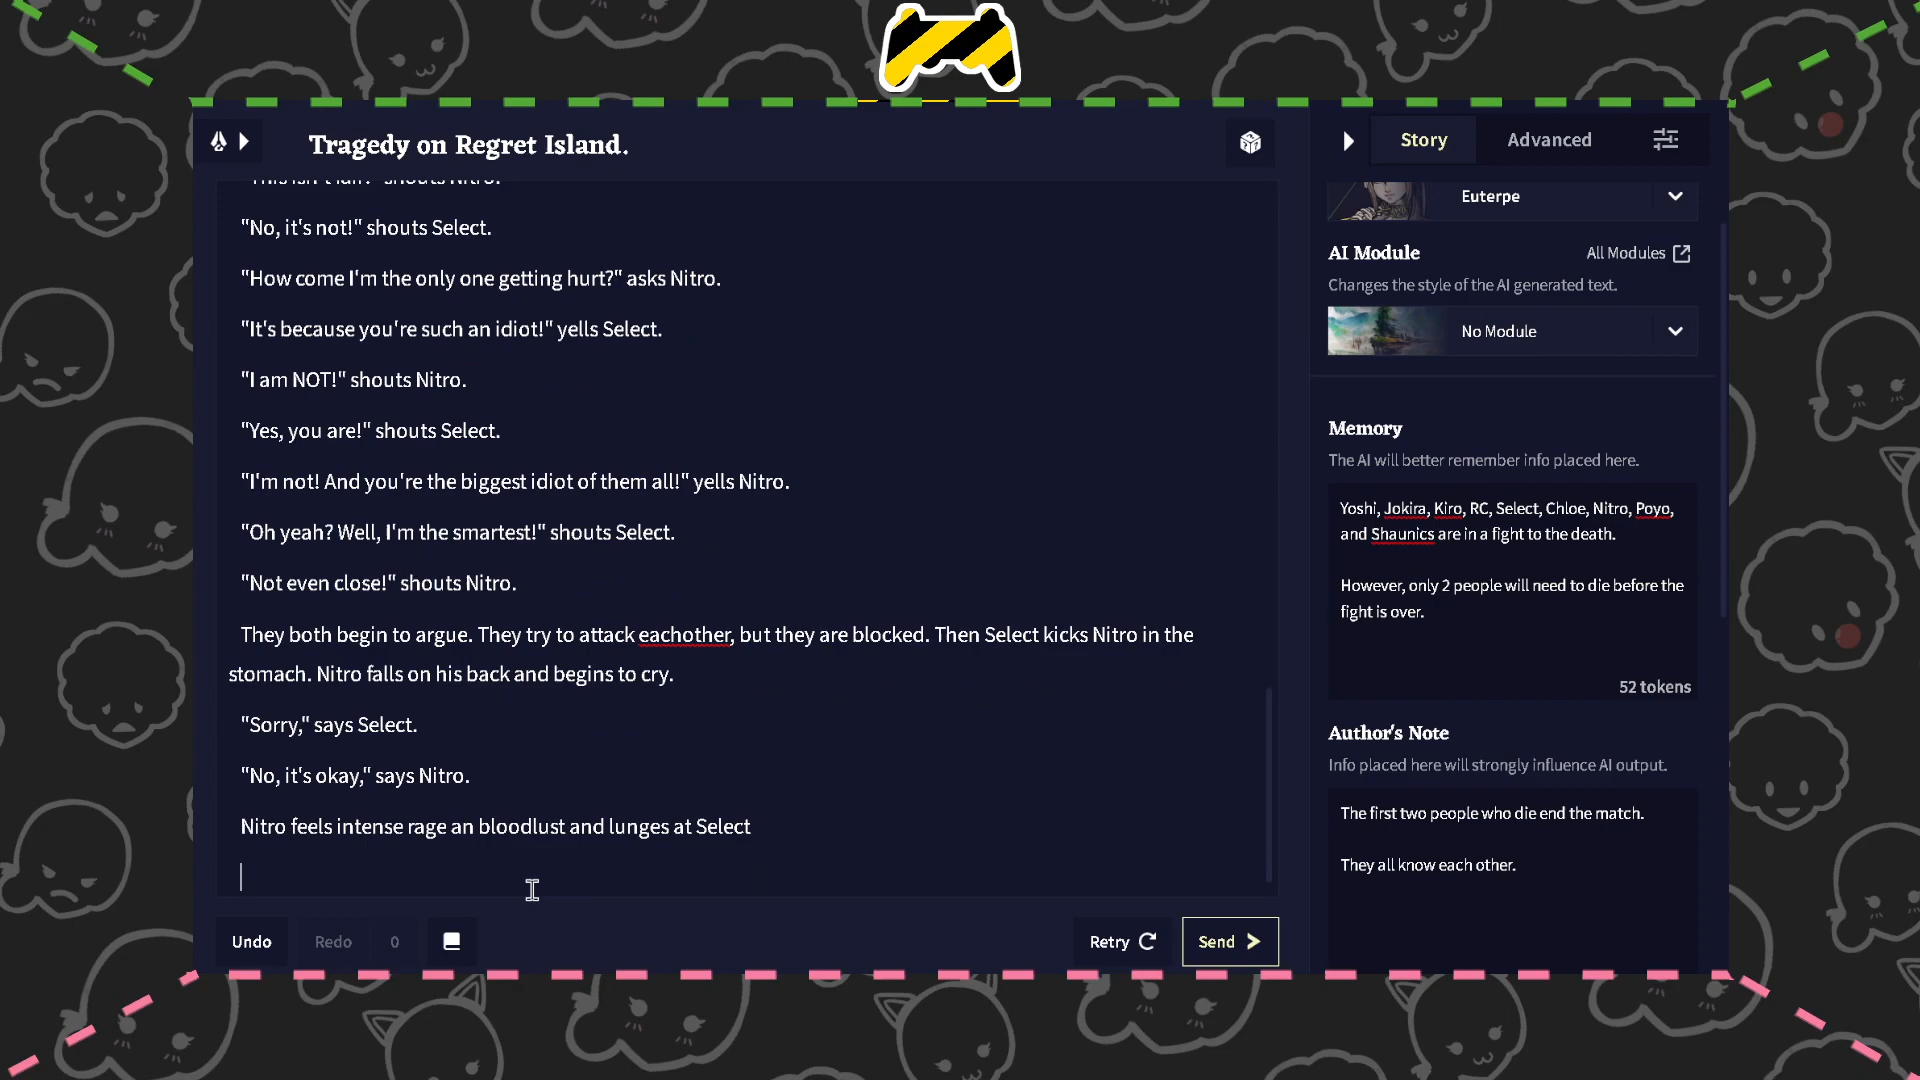 Tragedy on Regret Island.
"This isn't fair!" shouts Nitro.
"No, it's not!" shouts Select.
"How come I'm the only one getting hurt?" asks Nitro.
"It's because you're such an idiot!" yells Select.
"I am NOT!" shouts Nitro.
"Yes, you are!" shouts Select.
"I'm not! And you're the biggest idiot of them all!" yells Nitro.
"Oh yeah? Well, I'm the smartest!" shouts Select.
"Not even close!" shouts Nitro.
They both begin to argue. They try to attack eachother, but they are blocked. Then Select kicks Nitro in the
stomach. Nitro falls on his back and begins to cry.
"Sorry," says Select.
"No, it's okay," says Nitro.
Nitro feels intense rage an bloodlust and lunges at Select
Undo
Redo
0
Retry
Send
Story
Advanced
Euterpe
AI Module
All Modules
Changes the style of the AI generated text.
No Module
Memory
The AI will better remember info placed here.
Yoshi, Jokira, Kiro, RC, Select, Chloe, Nitro, Poyo,
and Shaunics are in a fight to the death.
However, only 2 people will need to die before the
fight is over.
52 tokens
Author's Note
Info placed here will strongly influence AI output.
The first two people who die end the match.
They all know each other.